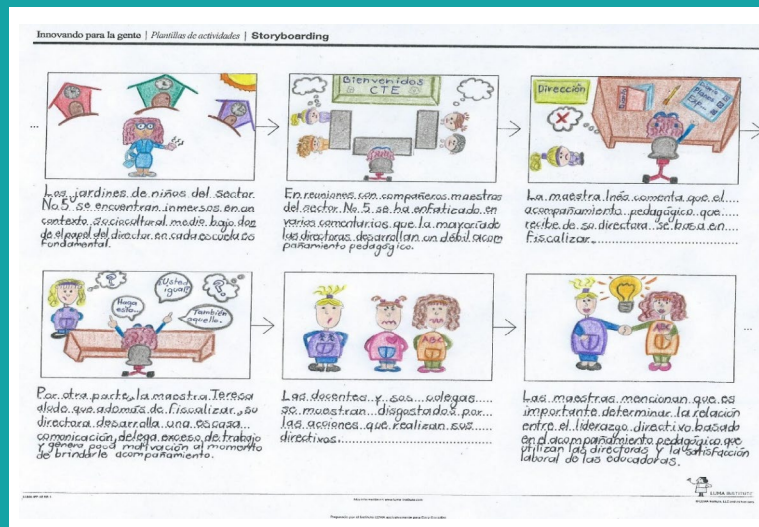 Innovando para la gente | Plantillas de actividades | Storyboarding
Bienvenidos
CTE
Dirección
...
Los jardines de niños del Sector
No. 5 se encuentran inmersos en un
contexto sociocultural medio bajo, don
de el papel del director en cada escuela es
fundamental.
En reuniones con compañeros maestros
del sector No. 5 se ha enfatizado en
varios comentarios que la mayoría de
las directoras desarrollan un débil acom
pañamiento pedagógico.
La maestra Inés comenta que el
acompañamiento pedagógico que
recibe de su directora se basa en
fiscalizar.
Haga
esto..
¡Usted
igual!
También
aquello.
ABC
...
Por otra parte, la maestra Teresa
alude que además de fiscalizar, su
directora desarrolla una escasa
comunicación, delega exceso de trabajo
y genera poca motivación al momento
de brindarle acompañamiento.
Las docentes y sus colegas
se muestran disgustados por
las acciones que realizan sus
directivos.
Las maestras mencionan que es
importante determinar la relación
entre el liderazgo directivo basado
en el acompañamiento pedagógico que
utilizan las directoras y la satisfacción
laboral de las educadoras.
LUMA INSTITUTE